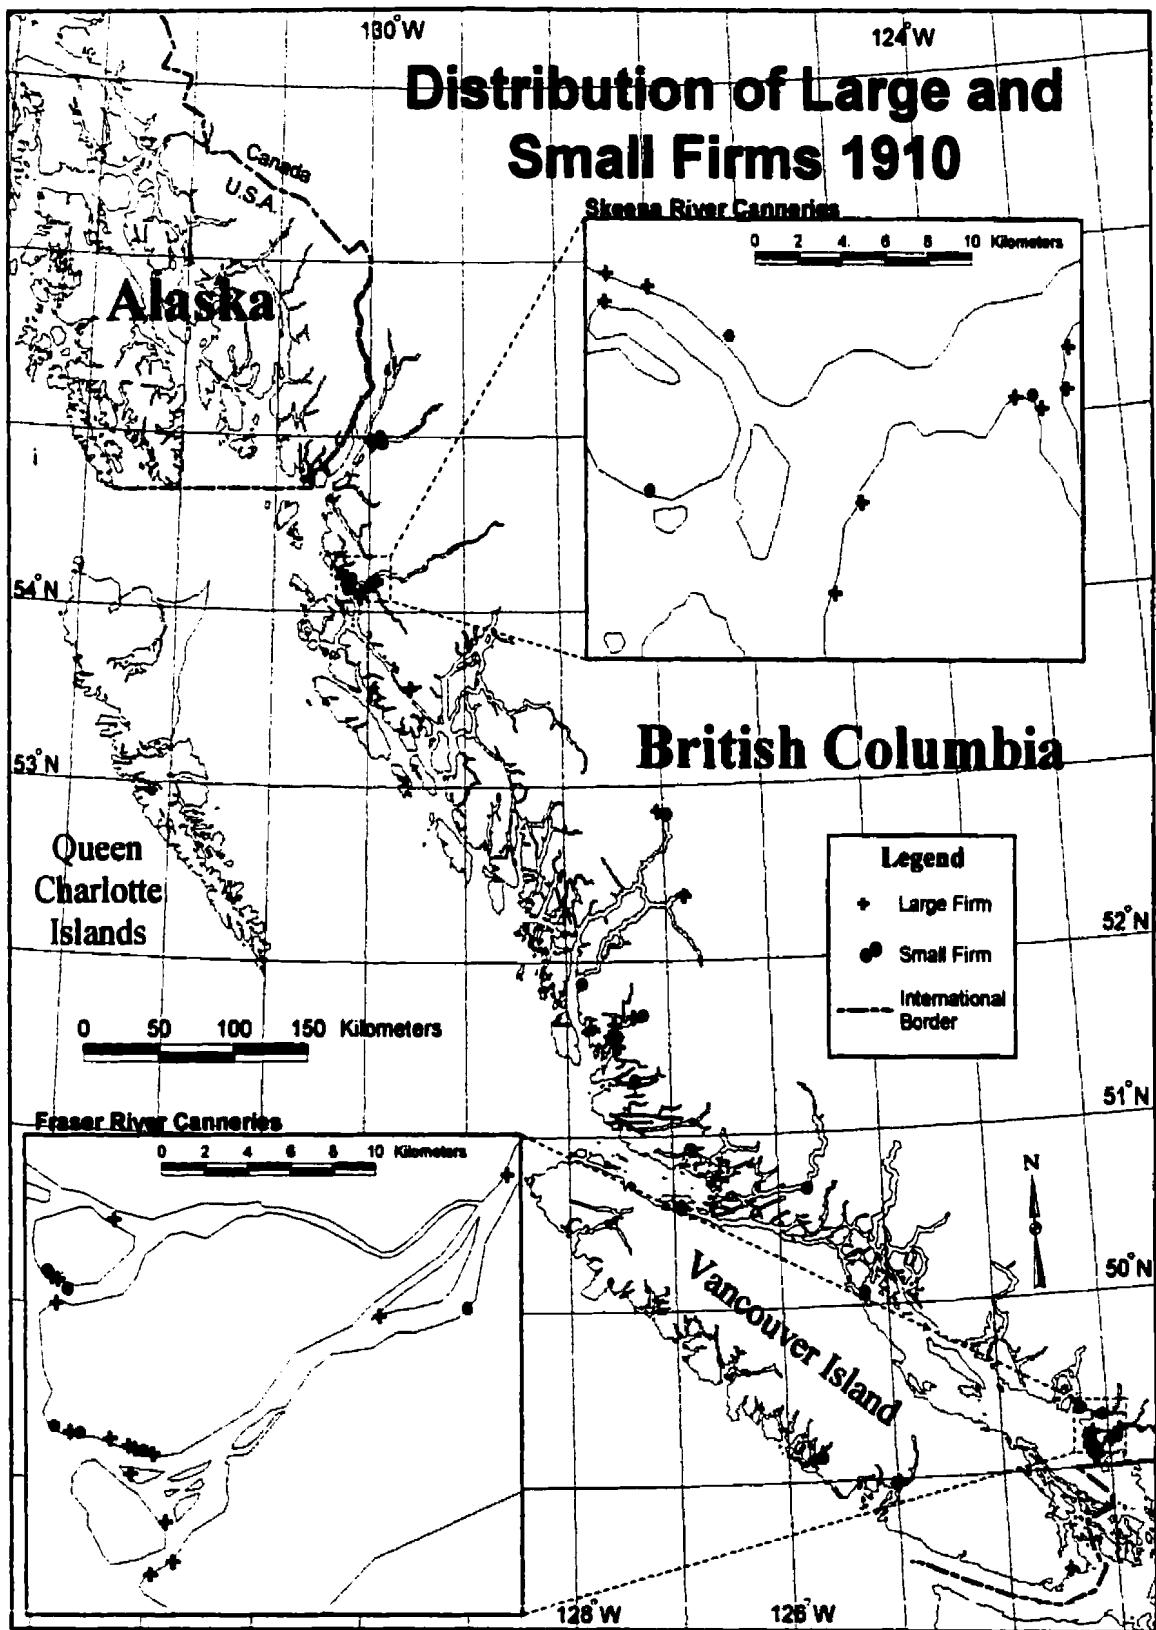 130°W
124°W
Distribution of Large and
Small Firms 1910
Canada
U.S.A.
Skeena River Canneries
0 2 4 6 8 10 Kilometers
Alaska
54°N
British Columbia
53°N
Queen
Charlotte
Islands
Legend
Large Firm
Small Firm
International
Border
52°N
0 50 100 150 Kilometers
51°N
Fraser River Canneries
0 2 4 6 8 10 Kilometers
N
50°N
Vancouver Island
128°W
126°W